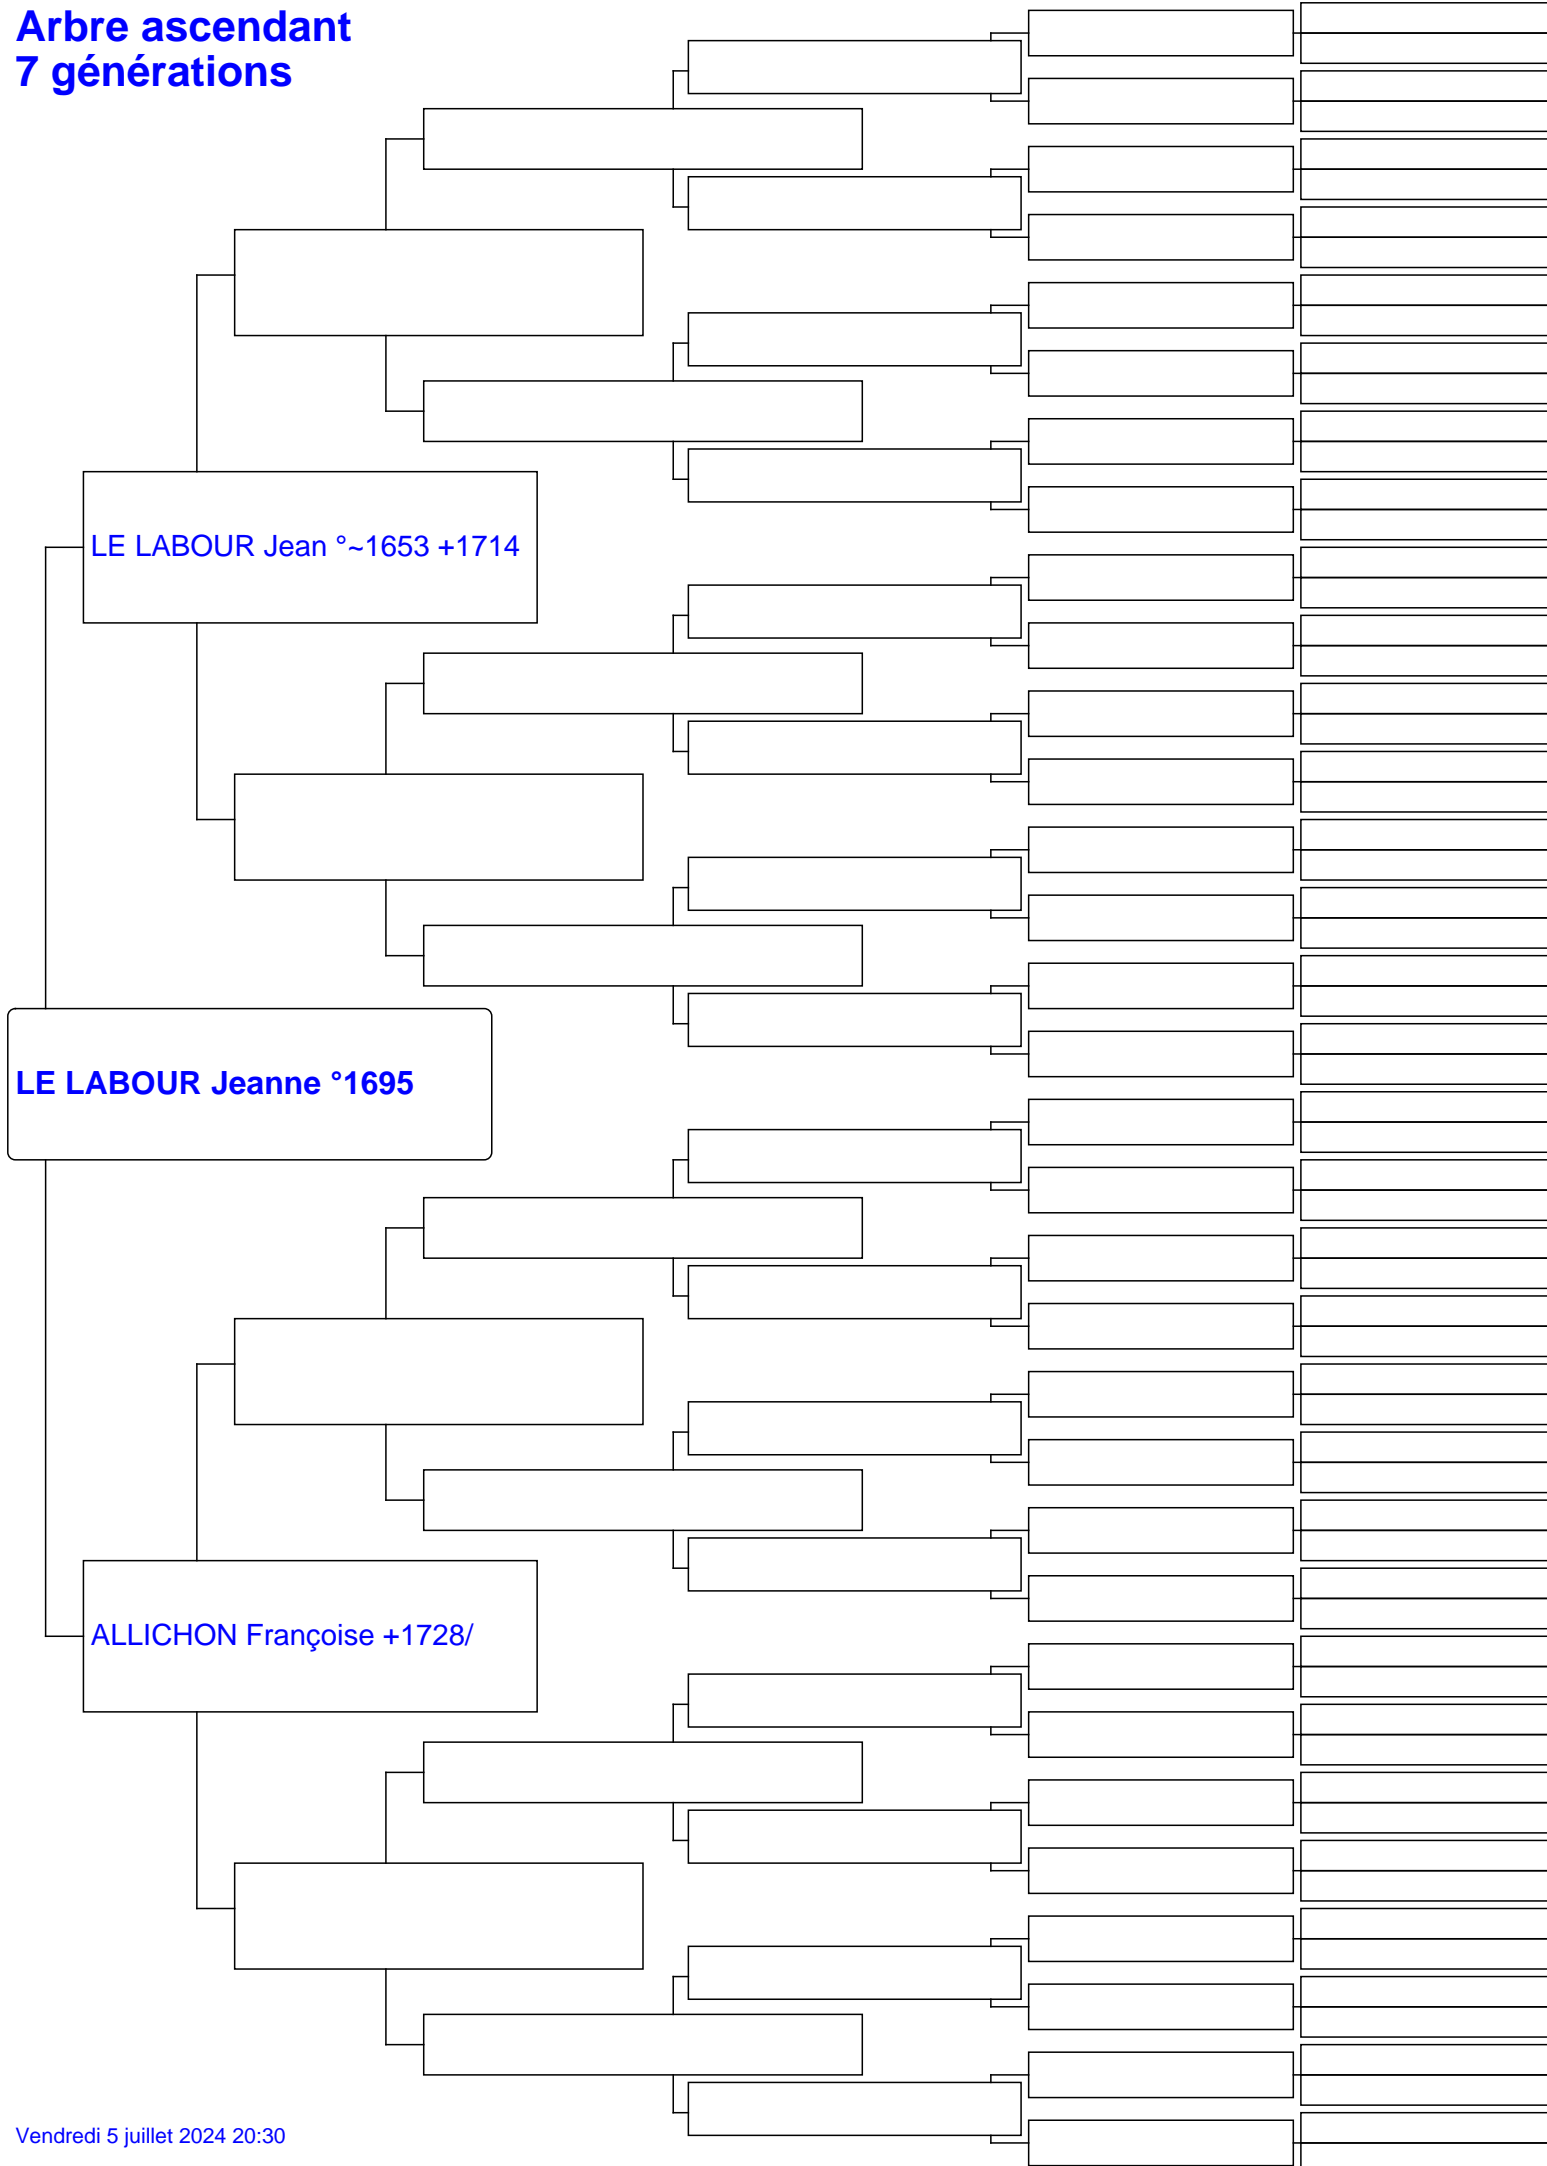 Arbre ascendant
7 générations
LE LABOUR Jean °~1653 +1714
LE LABOUR Jeanne °1695
ALLICHON Françoise +1728/
Vendredi 5 juillet 2024 20:30